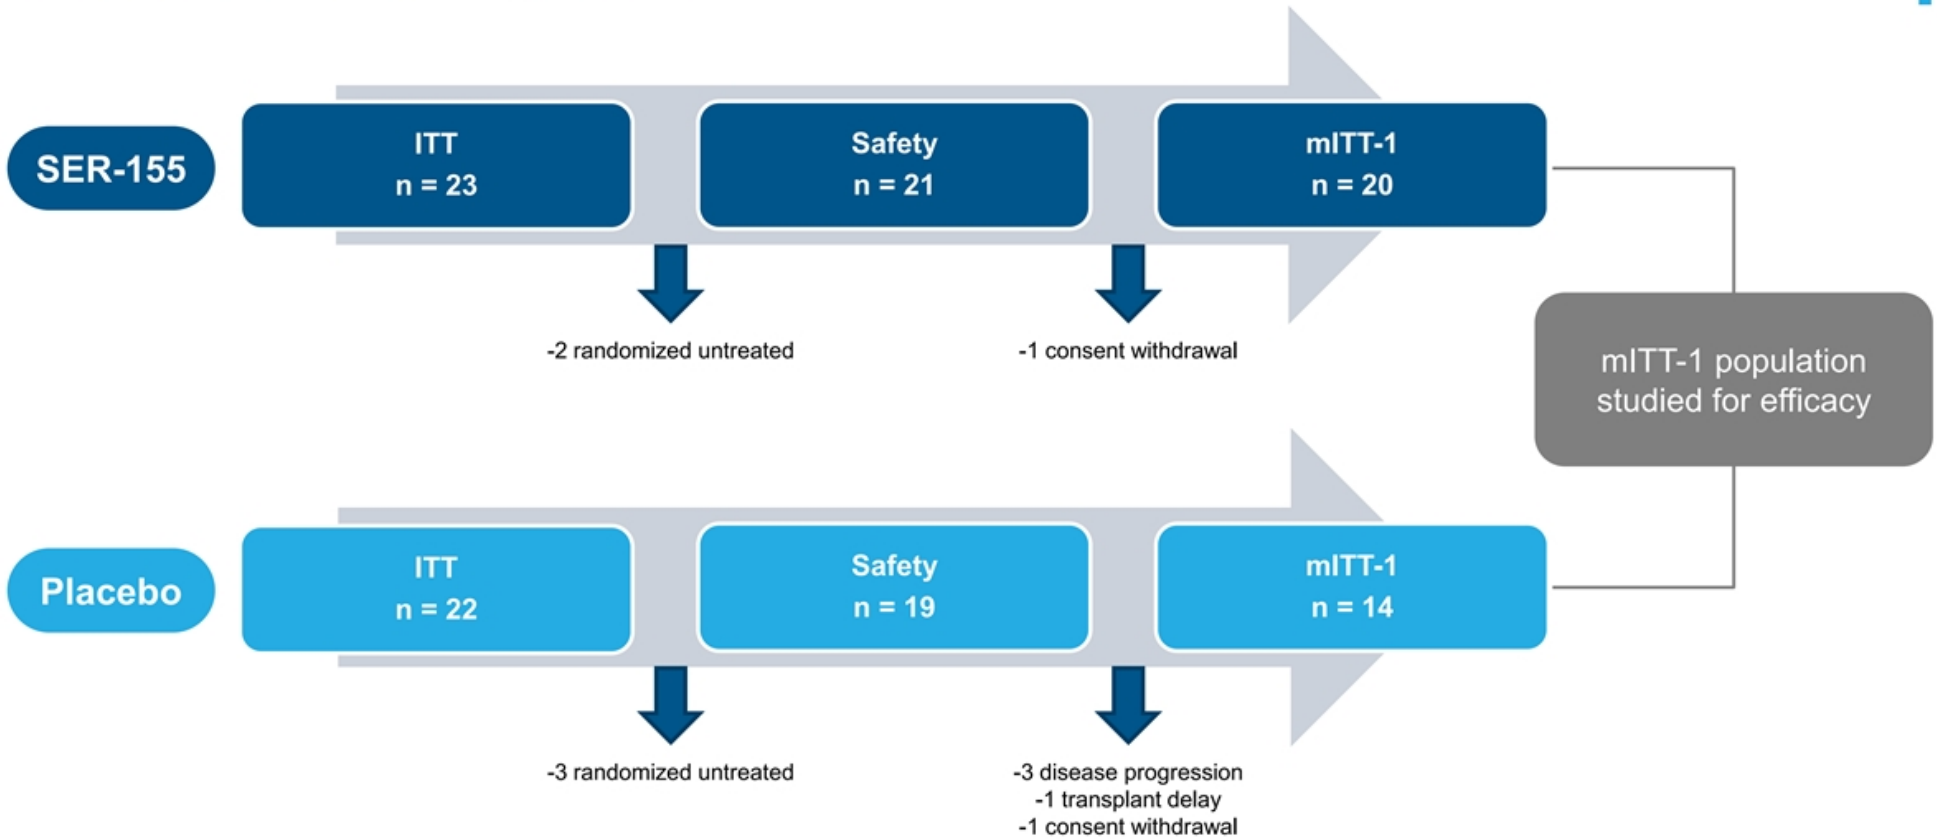 SER-155
ITT
n = 23
Safety
n = 21
mITT-1
n = 20
-2 randomized untreated
-1 consent withdrawal
mITT-1 population
studied for efficacy
Placebo
ITT
n = 22
Safety
n = 19
mITT-1
n = 14
-3 randomized untreated
-3 disease progression
-1 transplant delay
-1 consent withdrawal